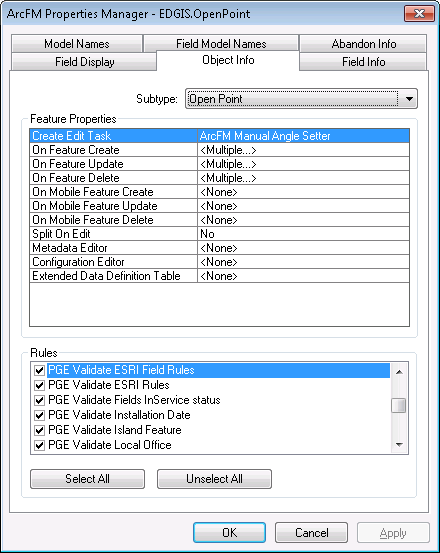 ArcFM Properties Manager - EDGIS.OpenPoint
Model Names Field Model Names Abandon Info
Field Display Object Info Field Info
Subtype: Open Point
Feature Properties
Create Edit Task ArcFM Manual Angle Setter
On Feature Create <Multiple...>
On Feature Update <Multiple...>
On Feature Delete <Multiple...>
On Mobile Feature Create <None>
On Mobile Feature Update <None>
On Mobile Feature Delete <None>
Split On Edit No
Metadata Editor <None>
Configuration Editor <None>
Extended Data Definition Table <None>
Rules
PGE Validate ESRI Field Rules
PGE Validate ESRI Rules
PGE Validate Fields InService status
PGE Validate Installation Date
PGE Validate Island Feature
PGE Validate Local Office
Select All Unselect All
OK Cancel Apply